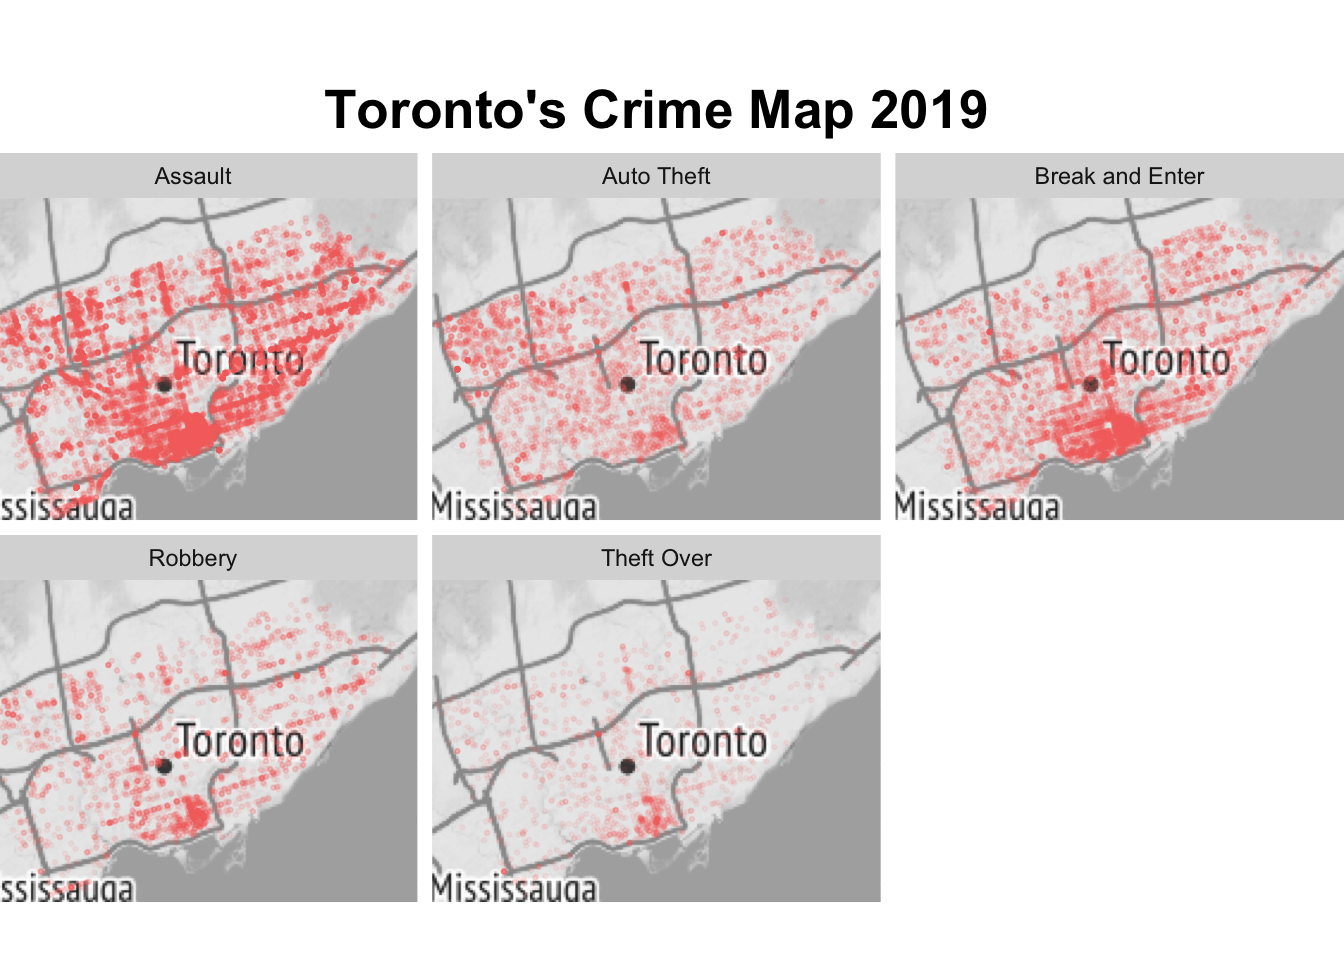 Toronto's Crime Map 2019
Assault
Auto Theft
Break and Enter
Toronto
Toronto
Toronto
ssissauga
Mississauga
Mississauga
Robbery
Theft Over
Toronto
Toronto
ssissauga
Mississauga